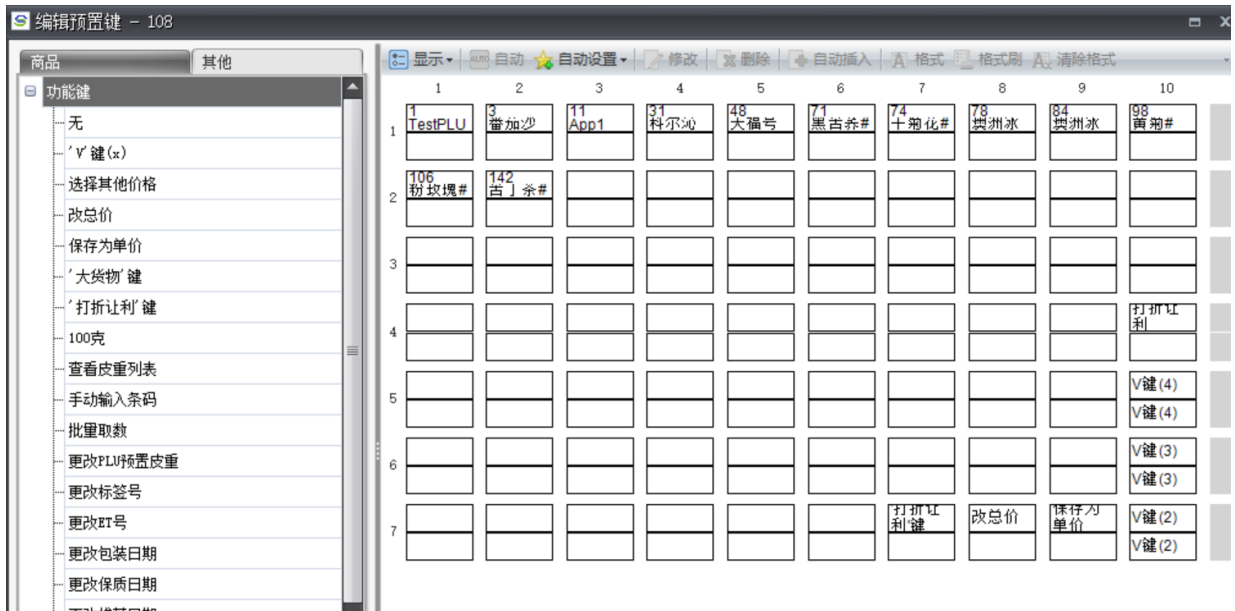 编辑预置键 - 108
商品 其他
显示 AUTO 自动 自动设置 修改 删除 自动插入 格式 格式刷 清除格式
功能键
无
'V'键(x)
选择其他价格
改总价
保存为单价
'大货物'键
'打折让利'键
100克
查看皮重列表
手动输入条码
批里取数
更改PLU预置皮重
更改标签号
更改ET号
更改包装日期
更改保质日期
1 2 3 4 5 6 7 8 9 10
1 3 11 31 48 71 74 78 84 98
1 TestPLU 番茄沙 App1 科尔沁 大福号 黑苦荞# 十菊花# 澳洲冰 澳洲冰 黄菊#
106 142
2 粉玫瑰# 苦丁茶#
3
4 打折让
利
5 V键(4)
V键(4)
6 V键(3)
V键(3)
7 打折让
利'键 改总价 保存为
单价 V键(2)
V键(2)